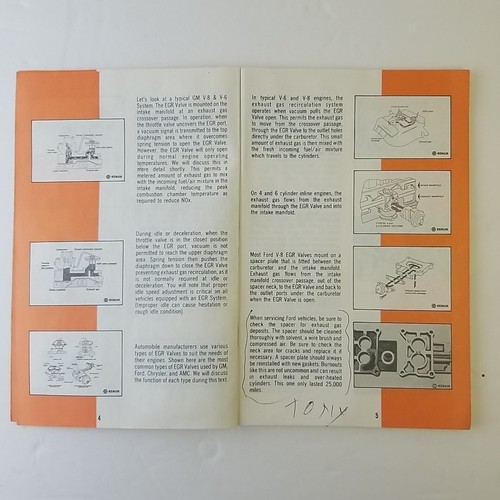 Let's look at a typical GM V-8 & V-6
System. The EGR Valve is mounted on the
intake manifold at an exhaust gas
crossover passage. In operation, when
the throttle valve uncovers the EGR port,
a vacuum signal is transmitted to the top
diaphragm area where it overcomes
spring tension to open the EGR Valve.
However, the EGR Valve will only open
during normal engine operating
temperatures. We will discuss this in
more detail shortly. This permits a
metered amount of exhaust gas to mix
with the incoming fuel/air mixture in the
intake manifold, reducing the peak
combustion chamber temperature as
required to reduce NOx.
During idle or deceleration, when the
throttle valve is in the closed position
below the EGR port, vacuum is not
permitted to reach the upper diaphragm
area. Spring tension then pushes the
diaphragm down to close the EGR Valve
preventing exhaust gas recirculation, as it
is not normally required at idle or
deceleration. You will note that proper
idle speed adjustment is critical on all
vehicles equipped with an EGR System.
(Improper idle can cause hesitation or
rough idle condition)
Automobile manufacturers use various
types of EGR Valves to suit the needs of
their engines. Shown here are the most
common types of EGR Valves used by GM,
Ford, Chrysler, and AMC. We will discuss
the function of each type during this text.
4
In typical V-6 and V-8 engines, the
exhaust gas recirculation system
operates when vacuum pulls the EGR
Valve open. This permits the exhaust gas
to move from the crossover passage,
through the EGR Valve to the outlet holes
directly under the carburetor. This small
amount of exhaust gas is then mixed with
the fresh incoming fuel/air mixture
which travels to the cylinders.
On 4 and 6 cylinder inline engines, the
exhaust gas flows from the exhaust
manifold through the EGR Valve and into
the intake manifold.
Most Ford V-8 EGR Valves mount on a
spacer plate that is fitted between the
carburetor and the intake manifold.
Exhaust gas flows from the intake
manifold crossover passage, out of the
spacer neck, to the EGR Valve and back to
the outlet ports under the carburetor
when the EGR Valve is open.
When servicing Ford vehicles, be sure to
check the spacer for exhaust gas
deposits. The spacer should be cleaned
thoroughly with solvent, a wire brush and
compressed air. Be sure to check the
neck area for cracks and replace it if
necessary. A spacer plate should always
be reinstalled with new gaskets. Burnouts
like this are not uncommon and can result
in exhaust leaks and over-heated
cylinders. This one only lasted 25,000
miles.
TONY
5